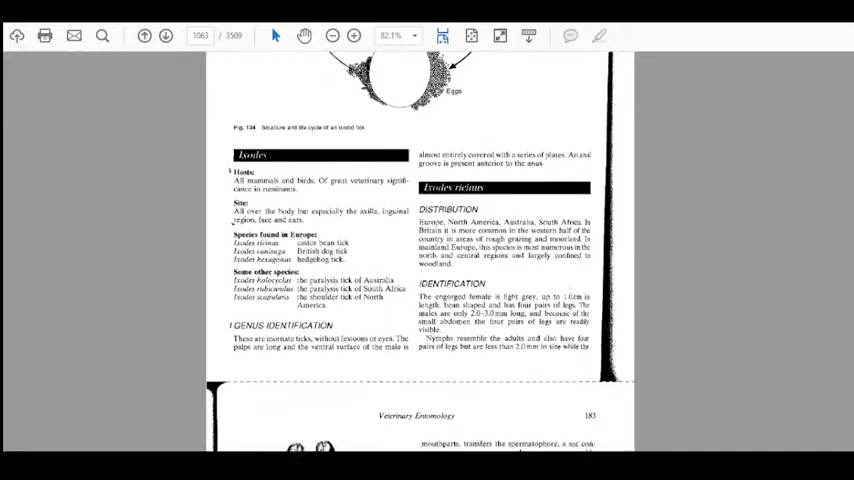 1063 / 3509
82.1%
Eggs
Fig. 134 Structure and life cycle of an ixodid tick.
Ixodes
Hosts:
All mammals and birds. Of great veterinary signifi-
cance in ruminants.
Site:
All over the body but especially the axilla, inguinal
region, face and ears.
Species found in Europe:
Ixodes ricinus castor bean tick
Ixodes canisuga British dog tick
Ixodes hexagonus hedgehog tick.
Some other species:
Ixodes holocyclus the paralysis tick of Australia
Ixodes rubicundus the paralysis tick of South Africa
Ixodes scapularis the shoulder tick of North
America.
GENUS IDENTIFICATION
These are inornate ticks, without festoons or eyes. The
palps are long and the ventral surface of the male is
almost entirely covered with a series of plates. An anal
groove is present anterior to the anus.
Ixodes ricinus
DISTRIBUTION
Europe, North America, Australia, South Africa. In
Britain it is more common in the western half of the
country in areas of rough grazing and moorland. In
mainland Europe, this species is most numerous in the
north and central regions and largely confined to
woodland.
IDENTIFICATION
The engorged female is light grey, up to 1.0cm in
length, bean shaped and has four pairs of legs. The
males are only 2.0–3.0mm long, and because of the
small abdomen the four pairs of legs are readily
visible.
Nymphs resemble the adults and also have four
pairs of legs but are less than 2.0mm in size while the
Veterinary Entomology 183
mouthparts, transfers the spermatophore, a sac con-